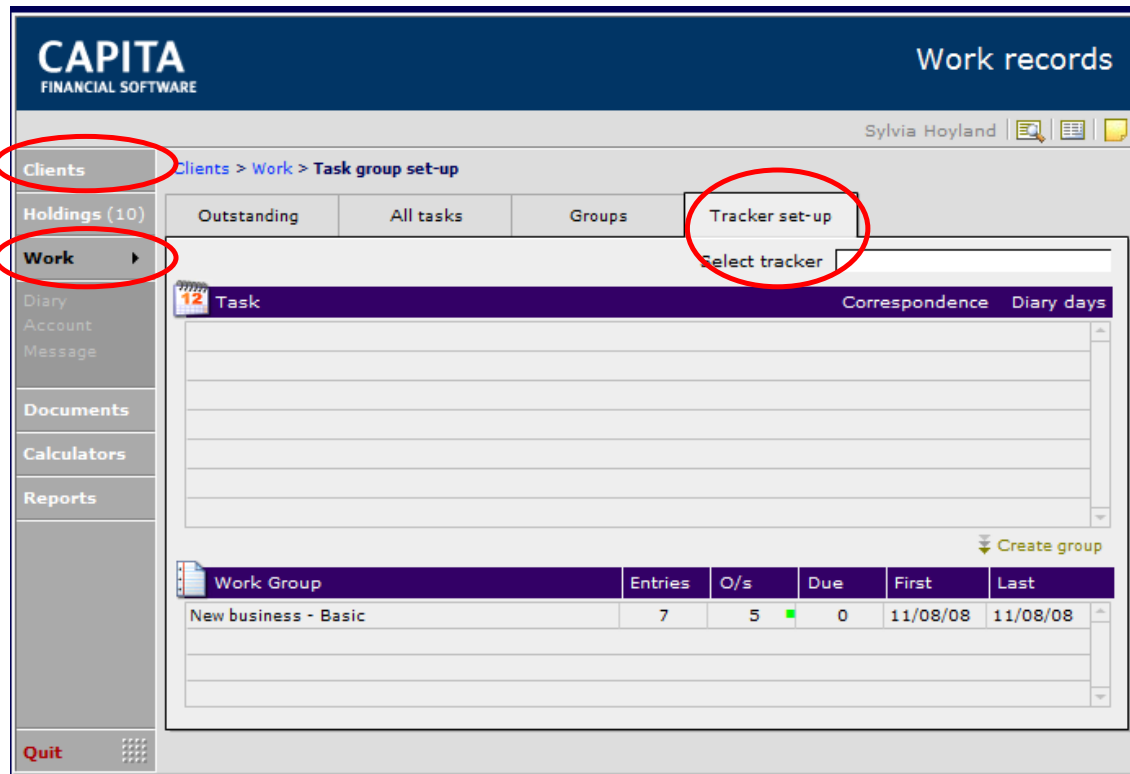 CAPITA
FINANCIAL SOFTWARE
Work records
Sylvia Hoyland
Clients
Holdings (10)
Work
Diary
Account
Message
Documents
Calculators
Reports
Quit
Clients > Work > Task group set-up
Outstanding All tasks Groups Tracker set-up
Select tracker
12 Task Correspondence Diary days
Create group
Work Group Entries O/s Due First Last
New business - Basic 7 5 0 11/08/08 11/08/08